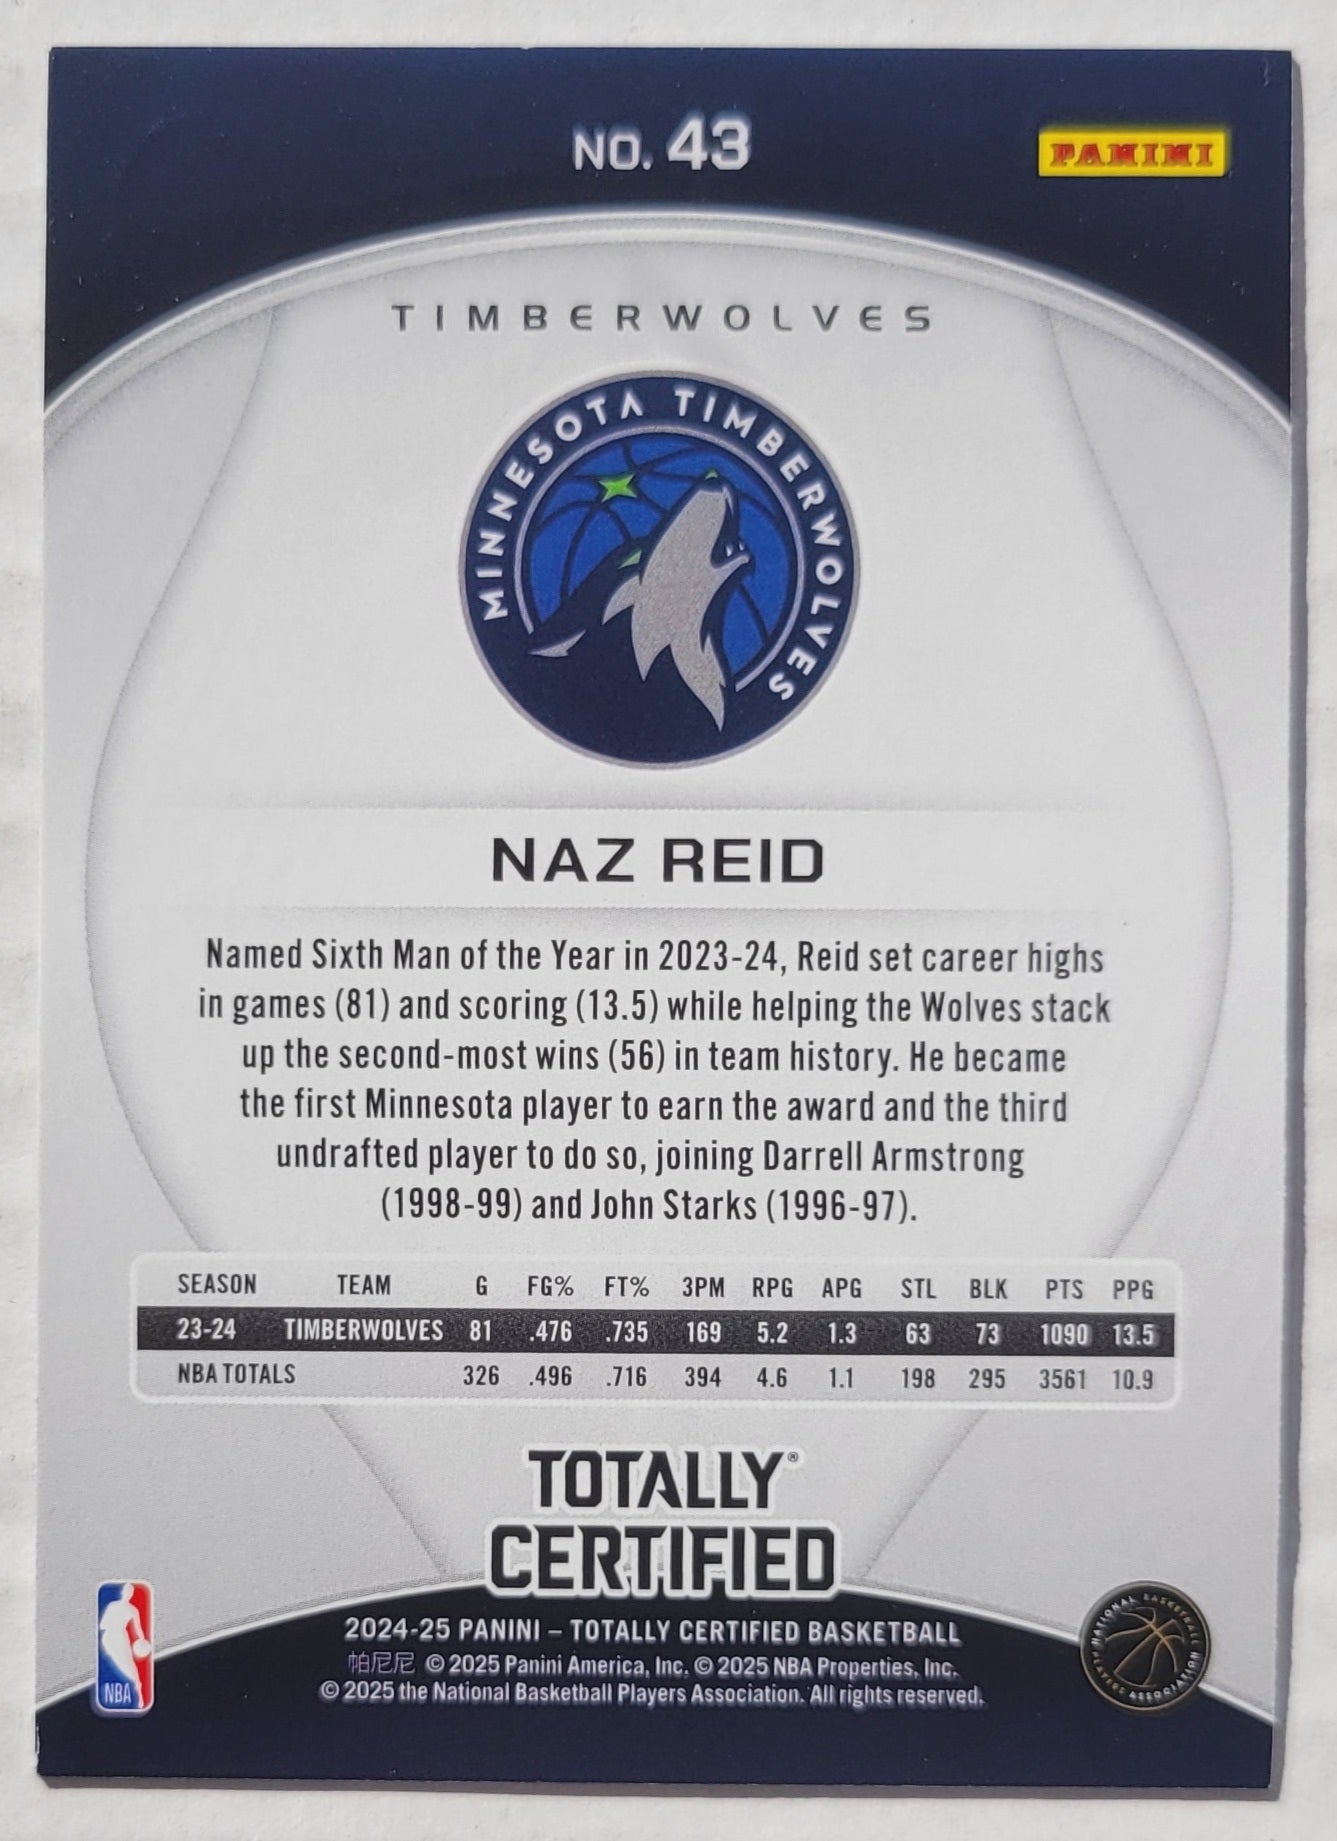 NO. 43
PANINI
TIMBERWOLVES
MINNESOTA TIMBERWOLVES
NAZ REID
Named Sixth Man of the Year in 2023-24, Reid set career highs
in games (81) and scoring (13.5) while helping the Wolves stack
up the second-most wins (56) in team history. He became
the first Minnesota player to earn the award and the third
undrafted player to do so, joining Darrell Armstrong
(1998-99) and John Starks (1996-97).
SEASON TEAM G FG% FT% 3PM RPG APG STL BLK PTS PPG
23-24 TIMBERWOLVES 81 .476 .735 169 5.2 1.3 63 73 1090 13.5
NBA TOTALS 326 .496 .716 394 4.6 1.1 198 295 3561 10.9
TOTALLY®
CERTIFIED
2024-25 PANINI – TOTALLY CERTIFIED BASKETBALL
帕尼尼 © 2025 Panini America, Inc. © 2025 NBA Properties, Inc.
© 2025 the National Basketball Players Association. All rights reserved.
NBA
NATIONAL BASKETBALL PLAYERS ASSOCIATION